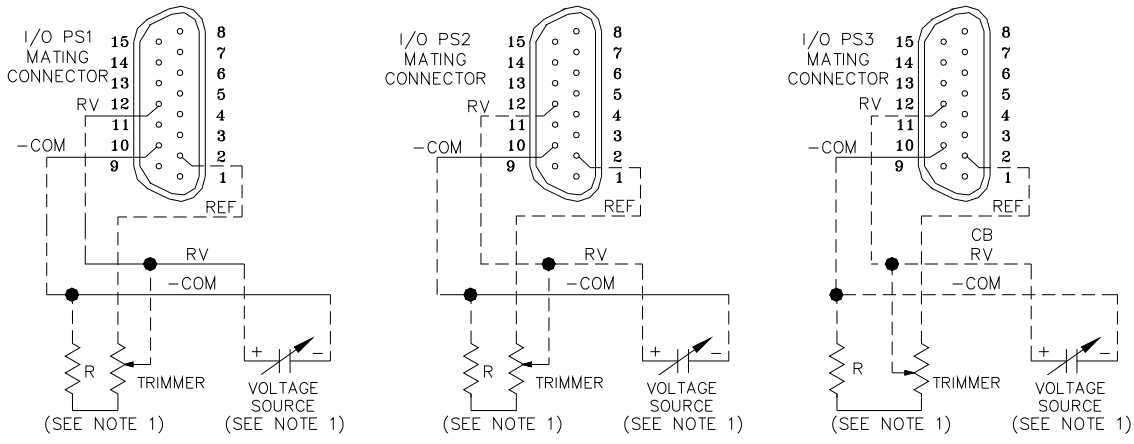 I/O PS1
MATING
CONNECTOR
15
14
13
12
11
10
9
8
7
6
5
4
3
2
1
RV
-COM
REF
RV
-COM
+
-
R
TRIMMER
VOLTAGE
SOURCE
(SEE NOTE 1)
(SEE NOTE 1)
I/O PS2
MATING
CONNECTOR
15
14
13
12
11
10
9
8
7
6
5
4
3
2
1
RV
-COM
REF
RV
-COM
+
-
R
TRIMMER
VOLTAGE
SOURCE
(SEE NOTE 1)
(SEE NOTE 1)
I/O PS3
MATING
CONNECTOR
15
14
13
12
11
10
9
8
7
6
5
4
3
2
1
RV
-COM
REF
CB
RV
-COM
+
-
R
TRIMMER
VOLTAGE
SOURCE
(SEE NOTE 1)
(SEE NOTE 1)